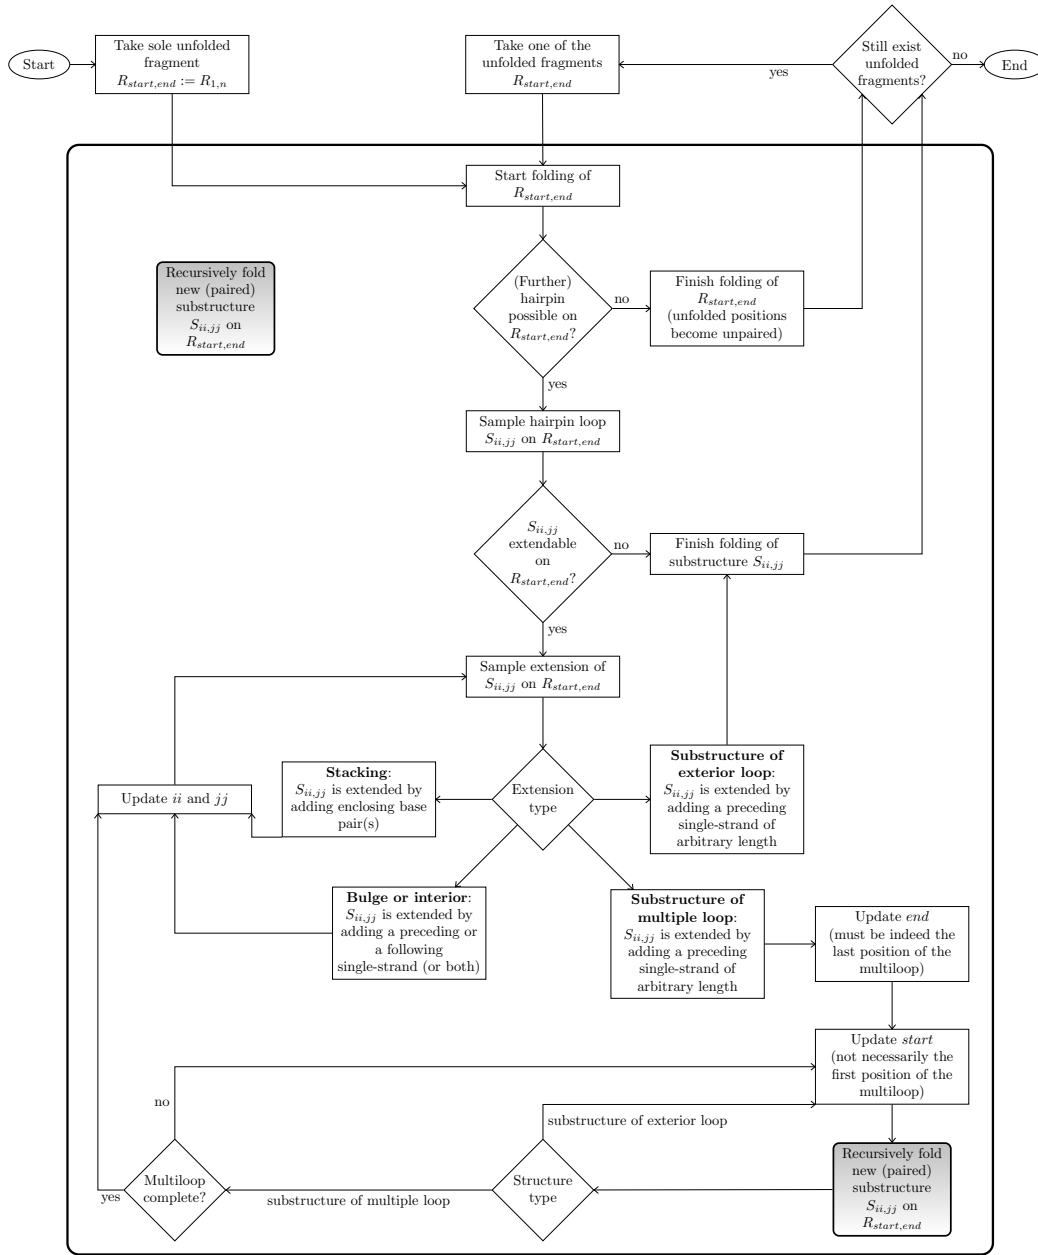 Start
Take sole unfolded
fragment
R_{start,end} := R_{1,n}
Take one of the
unfolded fragments
R_{start,end}
yes
Still exist
unfolded
fragments?
no
End
Start folding of
R_{start,end}
Recursively fold
new (paired)
substructure
S_{ii,jj} on
R_{start,end}
(Further)
hairpin
possible on
R_{start,end}?
no
Finish folding of
R_{start,end}
(unfolded positions
become unpaired)
yes
Sample hairpin loop
S_{ii,jj} on R_{start,end}
S_{ii,jj}
extendable
on
R_{start,end}?
no
Finish folding of
substructure S_{ii,jj}
yes
Sample extension of
S_{ii,jj} on R_{start,end}
Update ii and jj
Stacking:
S_{ii,jj} is extended by
adding enclosing base
pair(s)
Extension
type
Substructure of
exterior loop:
S_{ii,jj} is extended by
adding a preceding
single-strand of
arbitrary length
Bulge or interior:
S_{ii,jj} is extended by
adding a preceding or
a following
single-strand (or both)
Substructure of
multiple loop:
S_{ii,jj} is extended by
adding a preceding
single-strand of
arbitrary length
Update end
(must be indeed the
last position of the
multiloop)
Update start
(not necessarily the
first position of the
multiloop)
no
substructure of exterior loop
Multiloop
complete?
yes
substructure of multiple loop
Structure
type
Recursively fold
new (paired)
substructure
S_{ii,jj} on
R_{start,end}